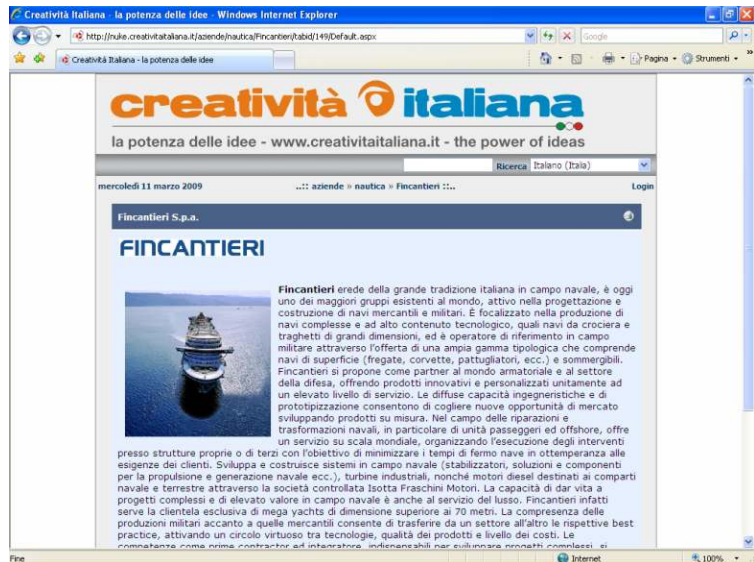 Creatività Italiana - la potenza delle idee - Windows Internet Explorer
http://nuke.creativitaitaliana.it/aziende/nautica/Fincantieri/tabid/149/Default.aspx
Google
Creatività Italiana - la potenza delle idee
Pagina
Strumenti
creatività italiana
la potenza delle idee - www.creativitaitaliana.it - the power of ideas
Ricerca Italiano (Italia)
mercoledì 11 marzo 2009 ..:: aziende » nautica » Fincantieri ::.. Login
Fincantieri S.p.a.
FINCANTIERI
Fincantieri erede della grande tradizione italiana in campo navale, è oggi
uno dei maggiori gruppi esistenti al mondo, attivo nella progettazione e
costruzione di navi mercantili e militari. È focalizzato nella produzione di
navi complesse e ad alto contenuto tecnologico, quali navi da crociera e
traghetti di grandi dimensioni, ed è operatore di riferimento in campo
militare attraverso l'offerta di una ampia gamma tipologica che comprende
navi di superficie (fregate, corvette, pattugliatori, ecc.) e sommergibili.
Fincantieri si propone come partner al mondo armatoriale e al settore
della difesa, offrendo prodotti innovativi e personalizzati unitamente ad
un elevato livello di servizio. Le diffuse capacità ingegneristiche e di
prototipizzazione consentono di cogliere nuove opportunità di mercato
sviluppando prodotti su misura. Nel campo delle riparazioni e
trasformazioni navali, in particolare di unità passeggeri ed offshore, offre
un servizio su scala mondiale, organizzando l'esecuzione degli interventi
presso strutture proprie o di terzi con l'obiettivo di minimizzare i tempi di fermo nave in ottemperanza alle
esigenze dei clienti. Sviluppa e costruisce sistemi in campo navale (stabilizzatori, soluzioni e componenti
per la propulsione e generazione navale ecc.), turbine industriali, nonché motori diesel destinati ai comparti
navale e terrestre attraverso la società controllata Isotta Fraschini Motori. La capacità di dar vita a
progetti complessi e di elevato valore in campo navale è anche al servizio del lusso. Fincantieri infatti
serve la clientela esclusiva di mega yachts di dimensione superiore ai 70 metri. La compresenza delle
produzioni militari accanto a quelle mercantili consente di trasferire da un settore all'altro le rispettive best
practice, attivando un circolo virtuoso tra tecnologie, qualità dei prodotti e livello dei costi. Le
competenze come prime contractor ed integratore, indispensabili per sviluppare progetti complessi, si
Fine Internet 100%